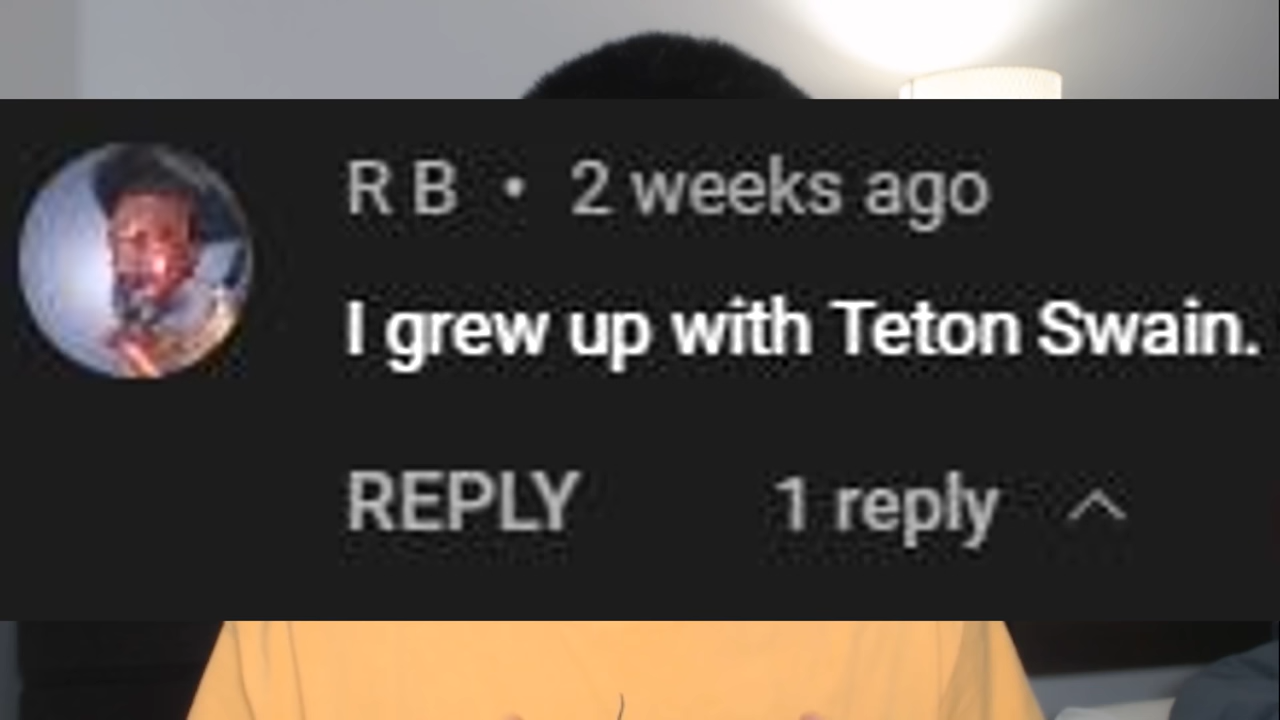 R B • 2 weeks ago
I grew up with Teton Swain.
REPLY 1 reply